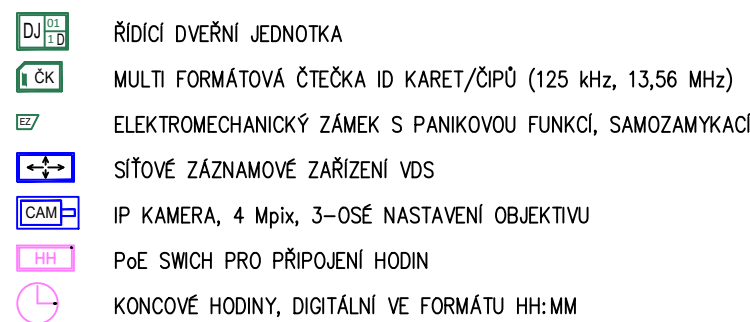 DJ 01 1D ŘÍDÍCÍ DVEŘNÍ JEDNOTKA
ČK MULTI FORMÁTOVÁ ČTEČKA ID KARET/ČIPŮ (125 kHz, 13,56 MHz)
EZ ELEKTROMECHANICKÝ ZÁMEK S PANIKOVOU FUNKCÍ, SAMOZAMYKACÍ
SÍŤOVÉ ZÁZNAMOVÉ ZAŘÍZENÍ VDS
CAM IP KAMERA, 4 Mpix, 3-OSÉ NASTAVENÍ OBJEKTIVU
HH PoE SWICH PRO PŘIPOJENÍ HODIN
KONCOVÉ HODINY, DIGITÁLNÍ VE FORMÁTU HH:MM